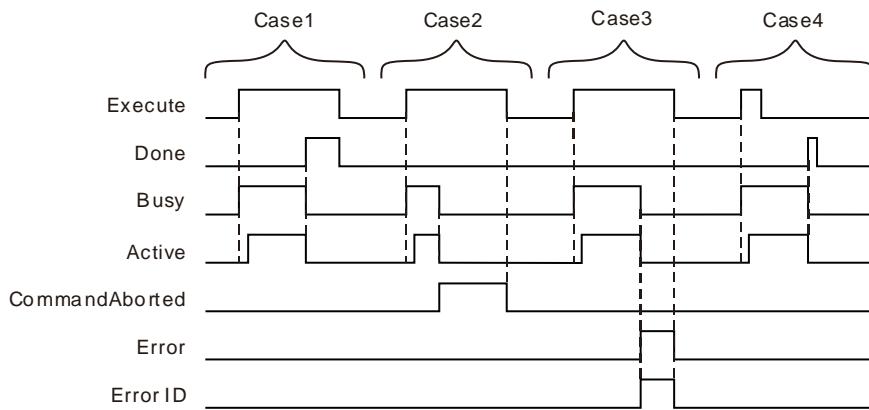 Case1 Case2 Case3 Case4
Execute
Done
Busy
Active
CommandAborted
Error
Error ID